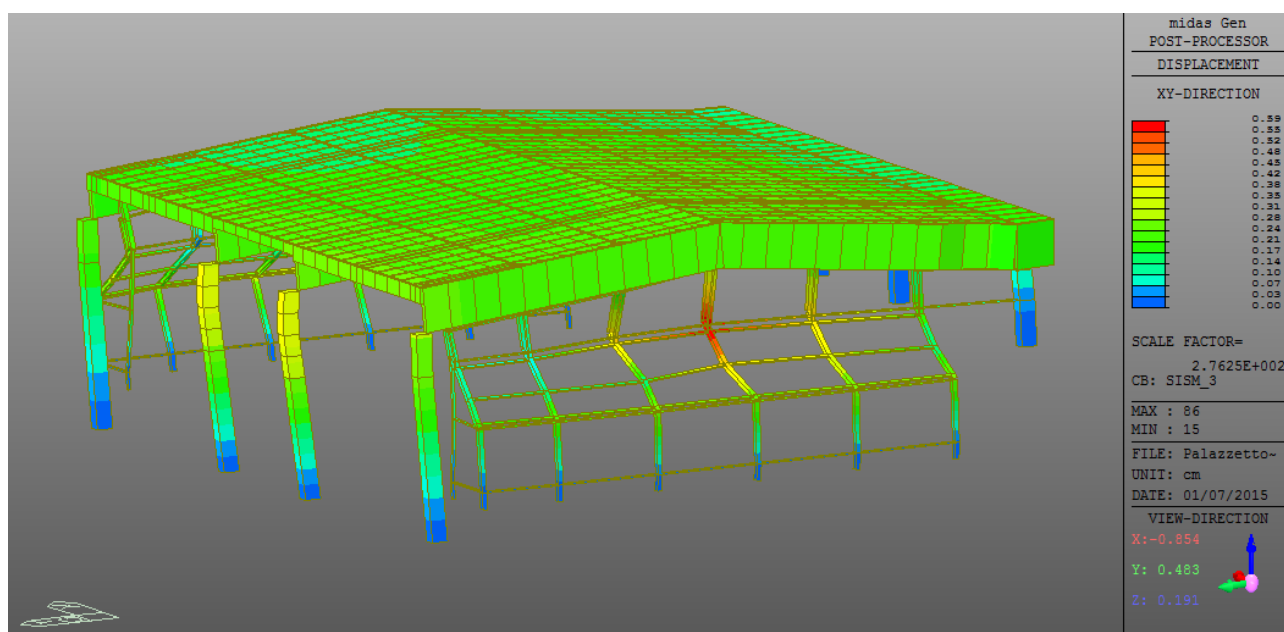 midas Gen
POST-PROCESSOR
DISPLACEMENT
XY-DIRECTION
0.59
0.55
0.52
0.48
0.45
0.42
0.38
0.35
0.31
0.28
0.24
0.21
0.17
0.14
0.10
0.07
0.03
0.00
SCALE FACTOR=
2.7625E+002
CB: SISM_3
MAX : 86
MIN : 15
FILE: Palazzetto~
UNIT: cm
DATE: 01/07/2015
VIEW-DIRECTION
X:-0.854
Y: 0.483
Z: 0.191